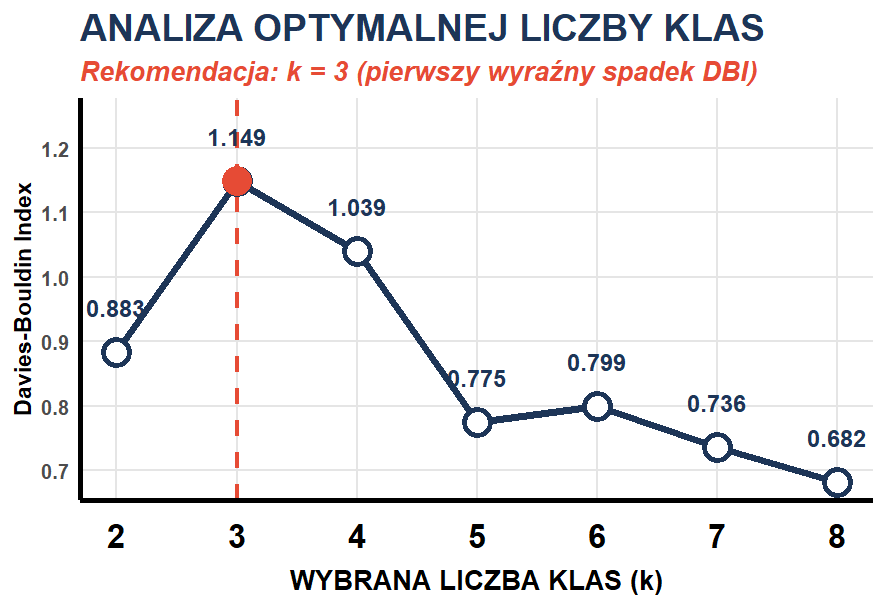 ANALIZA OPTYMALNEJ LICZBY KLAS
Rekomendacja: k = 3 (pierwszy wyraźny spadek DBI)
Davies-Bouldin Index
1.2
1.1
1.0
0.9
0.8
0.7
0.883
1.149
1.039
0.775
0.799
0.736
0.682
2 3 4 5 6 7 8
WYBRANA LICZBA KLAS (k)